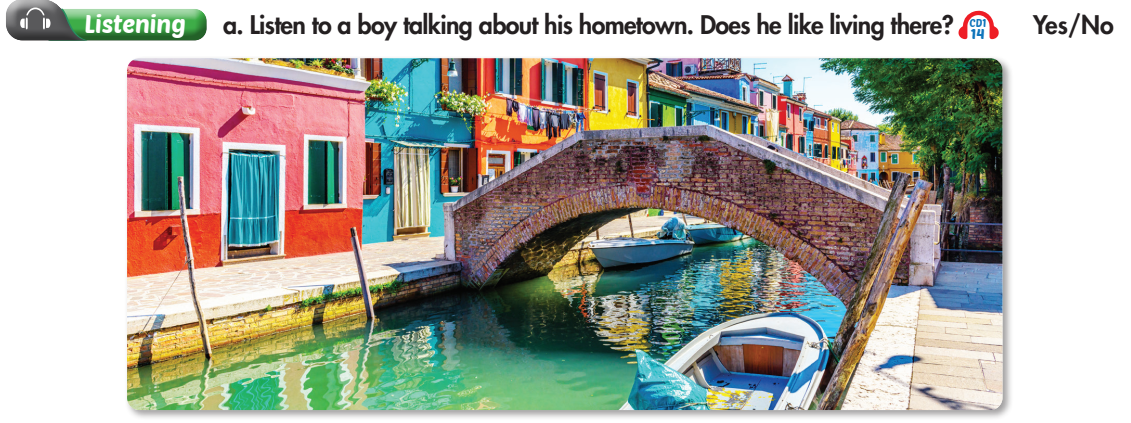 Listening a. Listen to a boy talking about his hometown. Does he like living there? CD1 14 Yes/No